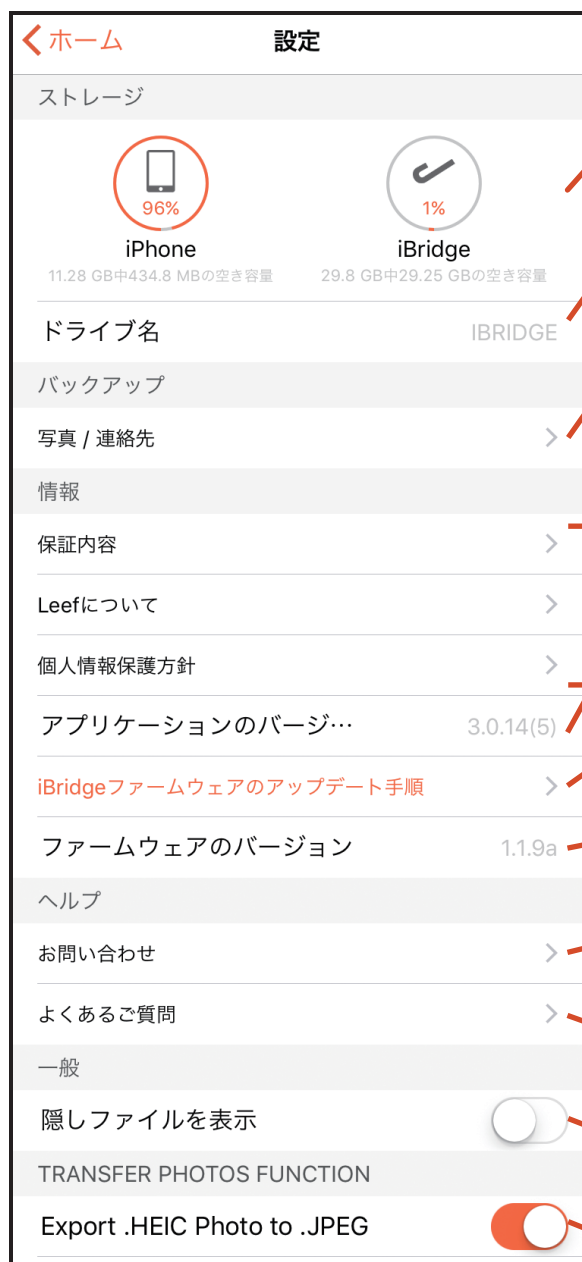 ホーム
設定
ストレージ
96%
1%
iPhone
iBridge
11.28 GB中434.8 MBの空き容量
29.8 GB中29.25 GBの空き容量
ドライブ名
IBRIDGE
バックアップ
写真 / 連絡先
情報
保証内容
Leefについて
個人情報保護方針
アプリケーションのバージ…
3.0.14(5)
iBridgeファームウェアのアップデート手順
ファームウェアのバージョン
1.1.9a
ヘルプ
お問い合わせ
よくあるご質問
一般
隠しファイルを表示
TRANSFER PHOTOS FUNCTION
Export .HEIC Photo to .JPEG